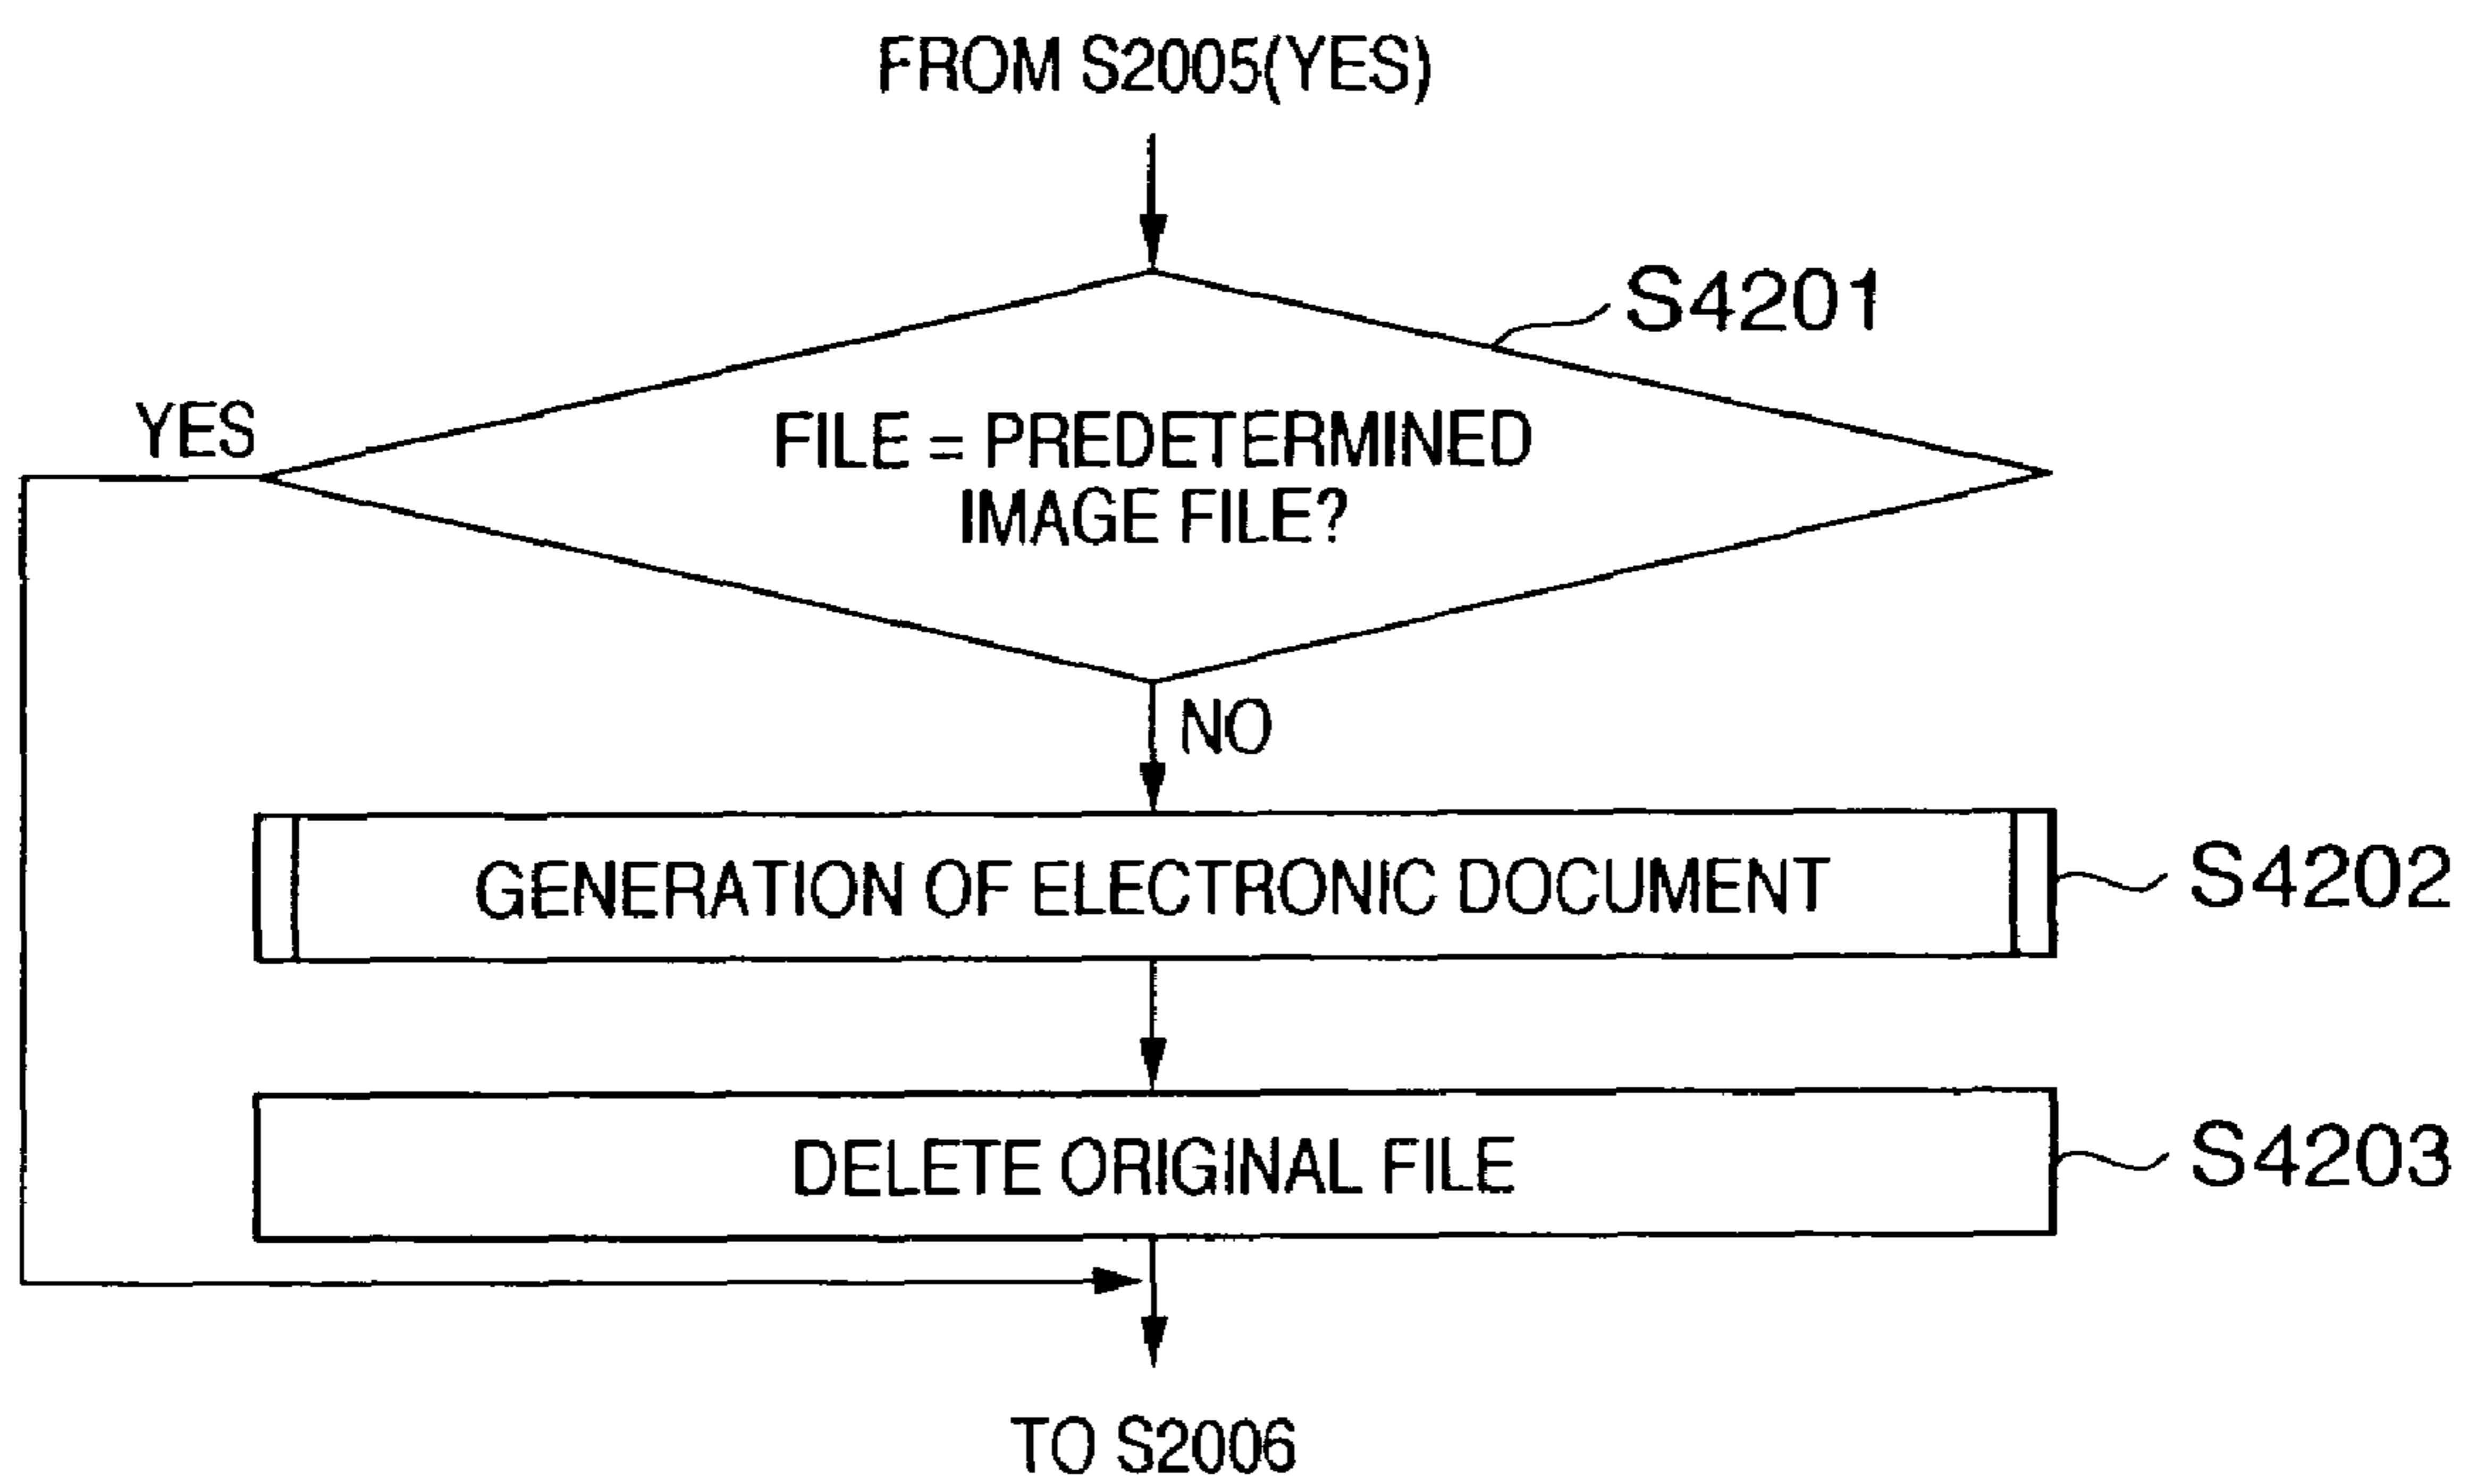 FROM S2005(YES)
S4201
YES
FILE = PREDETERMINED
IMAGE FILE?
NO
GENERATION OF ELECTRONIC DOCUMENT
S4202
DELETE ORIGINAL FILE
S4203
TO S2006